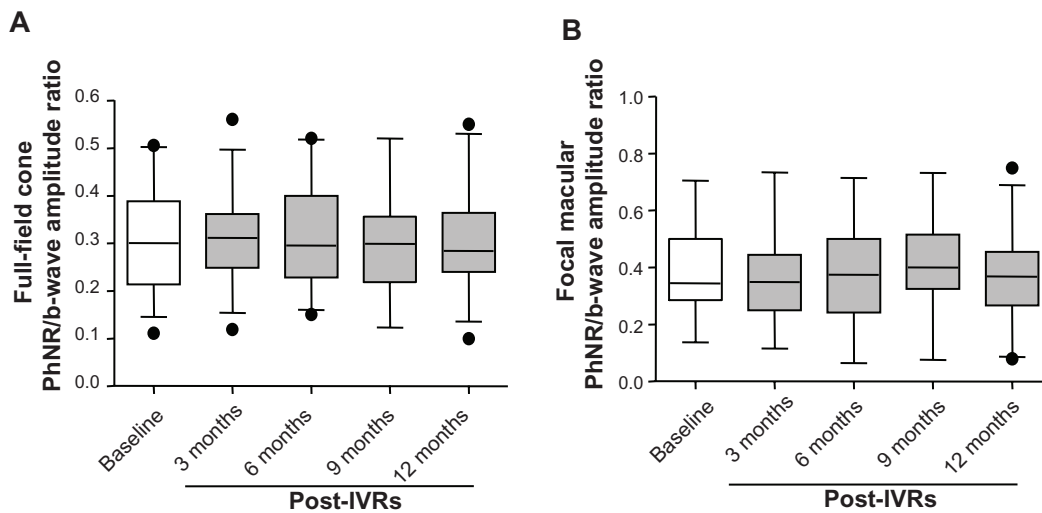 A
Full-field cone
PhNR/b-wave amplitude ratio
0.6
0.5
0.4
0.3
0.2
0.1
0.0
Baseline
3 months
6 months
9 months
12 months
Post-IVRs
B
Focal macular
PhNR/b-wave amplitude ratio
1.0
0.8
0.6
0.4
0.2
0.0
Baseline
3 months
6 months
9 months
12 months
Post-IVRs